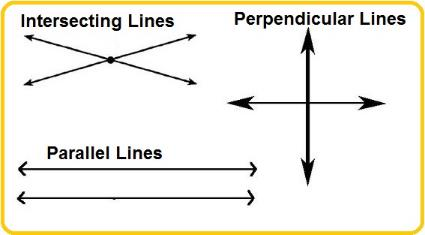 Intersecting Lines
Perpendicular Lines
Parallel Lines